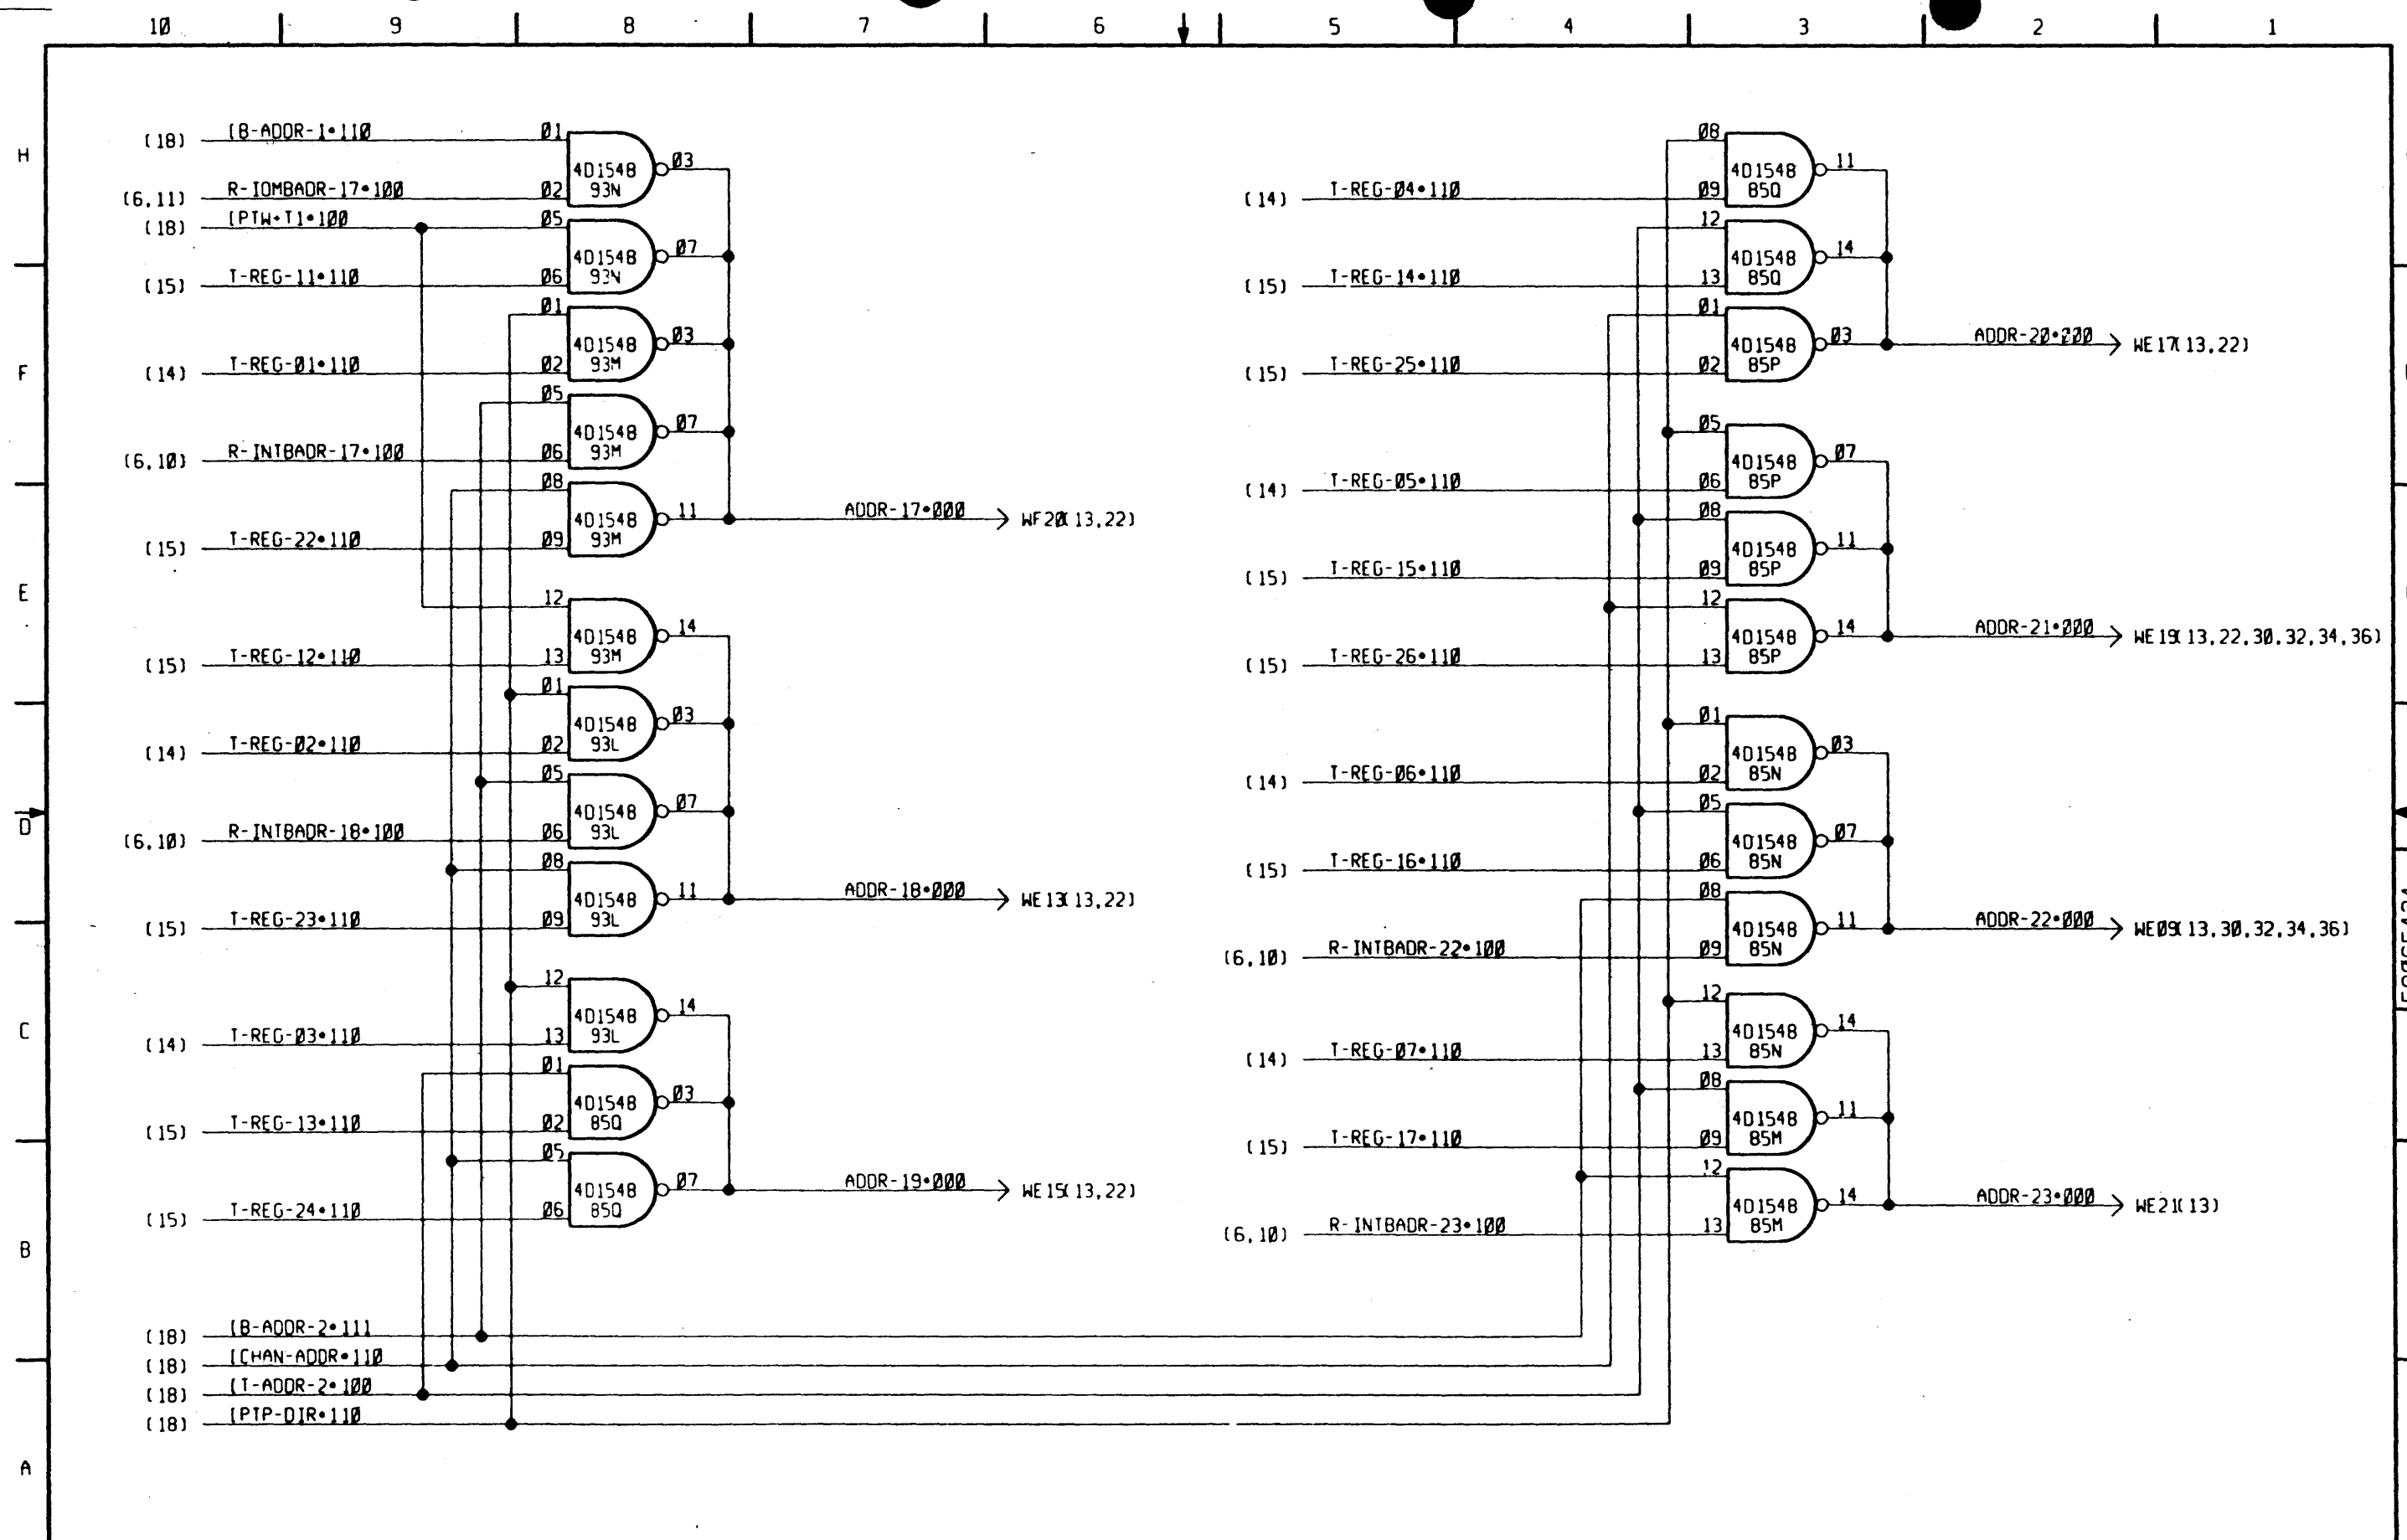 10 9 8 7 6 5 4 3 2 1
H
F
E
D
C
B
A
(18) [B-ADDR-1•110 01
(6,11) R-IOMBADR-17•100 02
4D1548 93N 03
(18) [PTW•T1•100 05
(15) T-REG-11•110 06
4D1548 93N 07
01
(14) T-REG-01•110 02
4D1548 93M 03
05
(6,10) R-INTBADR-17•100 06
4D1548 93M 07
08
(15) T-REG-22•110 09
4D1548 93M 11
ADDR-17•000 WF20(13,22)
12
(15) T-REG-12•110 13
4D1548 93M 14
01
(14) T-REG-02•110 02
4D1548 93L 03
05
(6,10) R-INTBADR-18•100 06
4D1548 93L 07
08
(15) T-REG-23•110 09
4D1548 93L 11
ADDR-18•000 WE13(13,22)
12
(14) T-REG-03•110 13
4D1548 93L 14
01
(15) T-REG-13•110 02
4D1548 85Q 03
05
(15) T-REG-24•110 06
4D1548 85Q 07
ADDR-19•000 WE15(13,22)
(18) [B-ADDR-2•111
(18) [CHAN-ADDR•110
(18) [T-ADDR-2•100
(18) [PTP-DIR•110
08
(14) T-REG-04•110 09
4D1548 85Q 11
12
(15) T-REG-14•110 13
4D1548 85Q 14
01
(15) T-REG-25•110 02
4D1548 85P 03
ADDR-20•200 WE17(13,22)
05
(14) T-REG-05•110 06
4D1548 85P 07
08
(15) T-REG-15•110 09
4D1548 85P 11
12
(15) T-REG-26•110 13
4D1548 85P 14
ADDR-21•000 WE19(13,22,30,32,34,36)
01
(14) T-REG-06•110 02
4D1548 85N 03
05
(15) T-REG-16•110 06
4D1548 85N 07
08
(6,10) R-INTBADR-22•100 09
4D1548 85N 11
ADDR-22•000 WE09(13,30,32,34,36)
12
(14) T-REG-07•110 13
4D1548 85N 14
08
(15) T-REG-17•110 09
4D1548 85M 11
12
(6,10) R-INTBADR-23•100 13
4D1548 85M 14
ADDR-23•000 WE21(13)